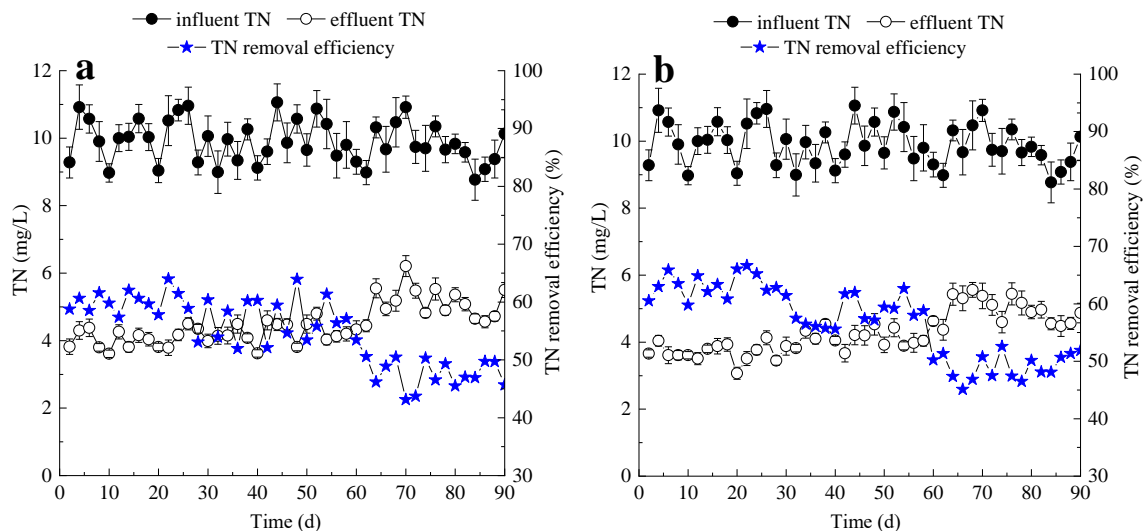 influent TN effluent TN
TN removal efficiency
a
12
10
8
6
4
2
0
TN (mg/L)
100
90
80
70
60
50
40
30
TN removal efficiency (%)
0 10 20 30 40 50 60 70 80 90
Time (d)
influent TN effluent TN
TN removal efficiency
b
12
10
8
6
4
2
0
TN (mg/L)
100
90
80
70
60
50
40
30
TN removal efficiency (%)
0 10 20 30 40 50 60 70 80 90
Time (d)